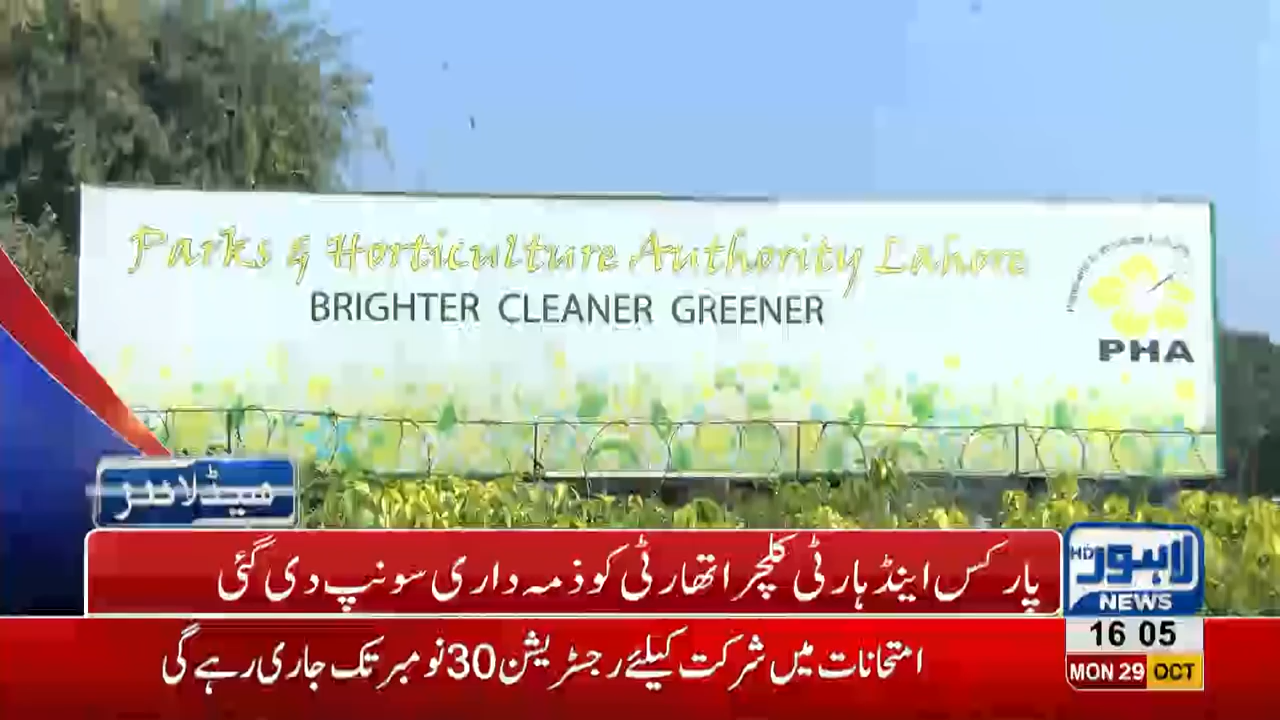 Parks & Horticulture Authority Lahore
BRIGHTER CLEANER GREENER
PHA
ہیڈلائنز
پارکس اینڈ ہارٹی کلچر اتھارٹی کو ذمہ داری سونپ دی گئی
HD لاہور
NEWS
16 05
MON 29 OCT
امتحانات میں شرکت کیلئے رجسٹریشن 30 نومبر تک جاری رہے گی